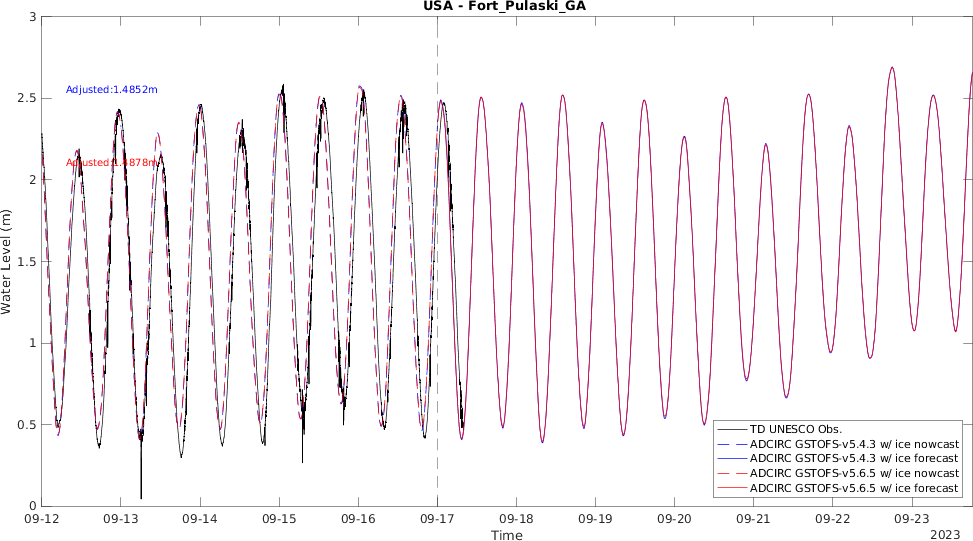 USA - Fort_Pulaski_GA
3
2.5
2
1.5
1
0.5
0
Water Level (m)
Adjusted:1.4852m
Adjusted:1.4878m
TD UNESCO Obs.
ADCIRC GSTOFS-v5.4.3 w/ ice nowcast
ADCIRC GSTOFS-v5.4.3 w/ ice forecast
ADCIRC GSTOFS-v5.6.5 w/ ice nowcast
ADCIRC GSTOFS-v5.6.5 w/ ice forecast
09-12 09-13 09-14 09-15 09-16 09-17 09-18 09-19 09-20 09-21 09-22 09-23
Time
2023